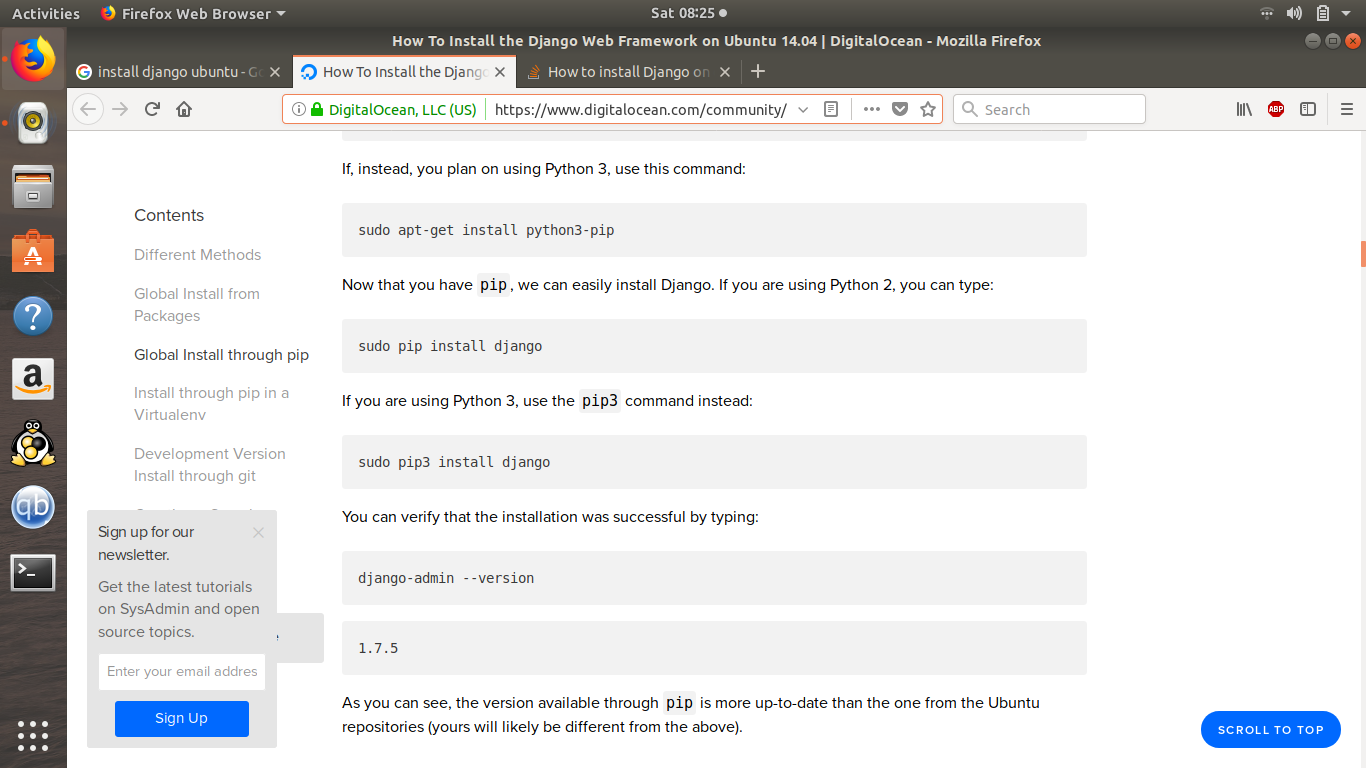 Activities
Firefox Web Browser
Sat 08:25
How To Install the Django Web Framework on Ubuntu 14.04 | DigitalOcean - Mozilla Firefox
install django ubuntu - Go
How To Install the Django
How to install Django on
DigitalOcean, LLC (US)
https://www.digitalocean.com/community/
Search
ABP
If, instead, you plan on using Python 3, use this command:
sudo apt-get install python3-pip
Now that you have pip, we can easily install Django. If you are using Python 2, you can type:
sudo pip install django
If you are using Python 3, use the pip3 command instead:
sudo pip3 install django
You can verify that the installation was successful by typing:
django-admin --version
1.7.5
As you can see, the version available through pip is more up-to-date than the one from the Ubuntu
repositories (yours will likely be different from the above).
Contents
Different Methods
Global Install from
Packages
Global Install through pip
Install through pip in a
Virtualenv
Development Version
Install through git
Sign up for our
newsletter.
Get the latest tutorials
on SysAdmin and open
source topics.
Enter your email addres
Sign Up
SCROLL TO TOP
a
qb